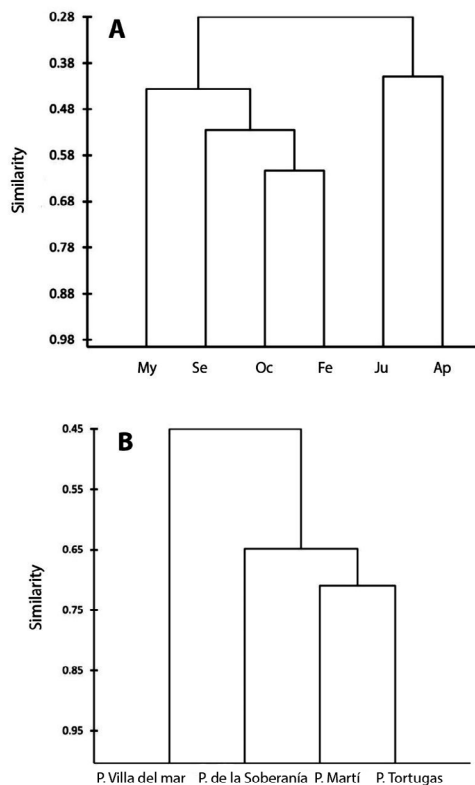 A
0.28
0.38
0.48
0.58
0.68
0.78
0.88
0.98
Similarity
My Se Oc Fe Ju Ap
B
0.45
0.55
0.65
0.75
0.85
0.95
Similarity
P. Villa del mar P. de la Soberanía P. Martí P. Tortugas